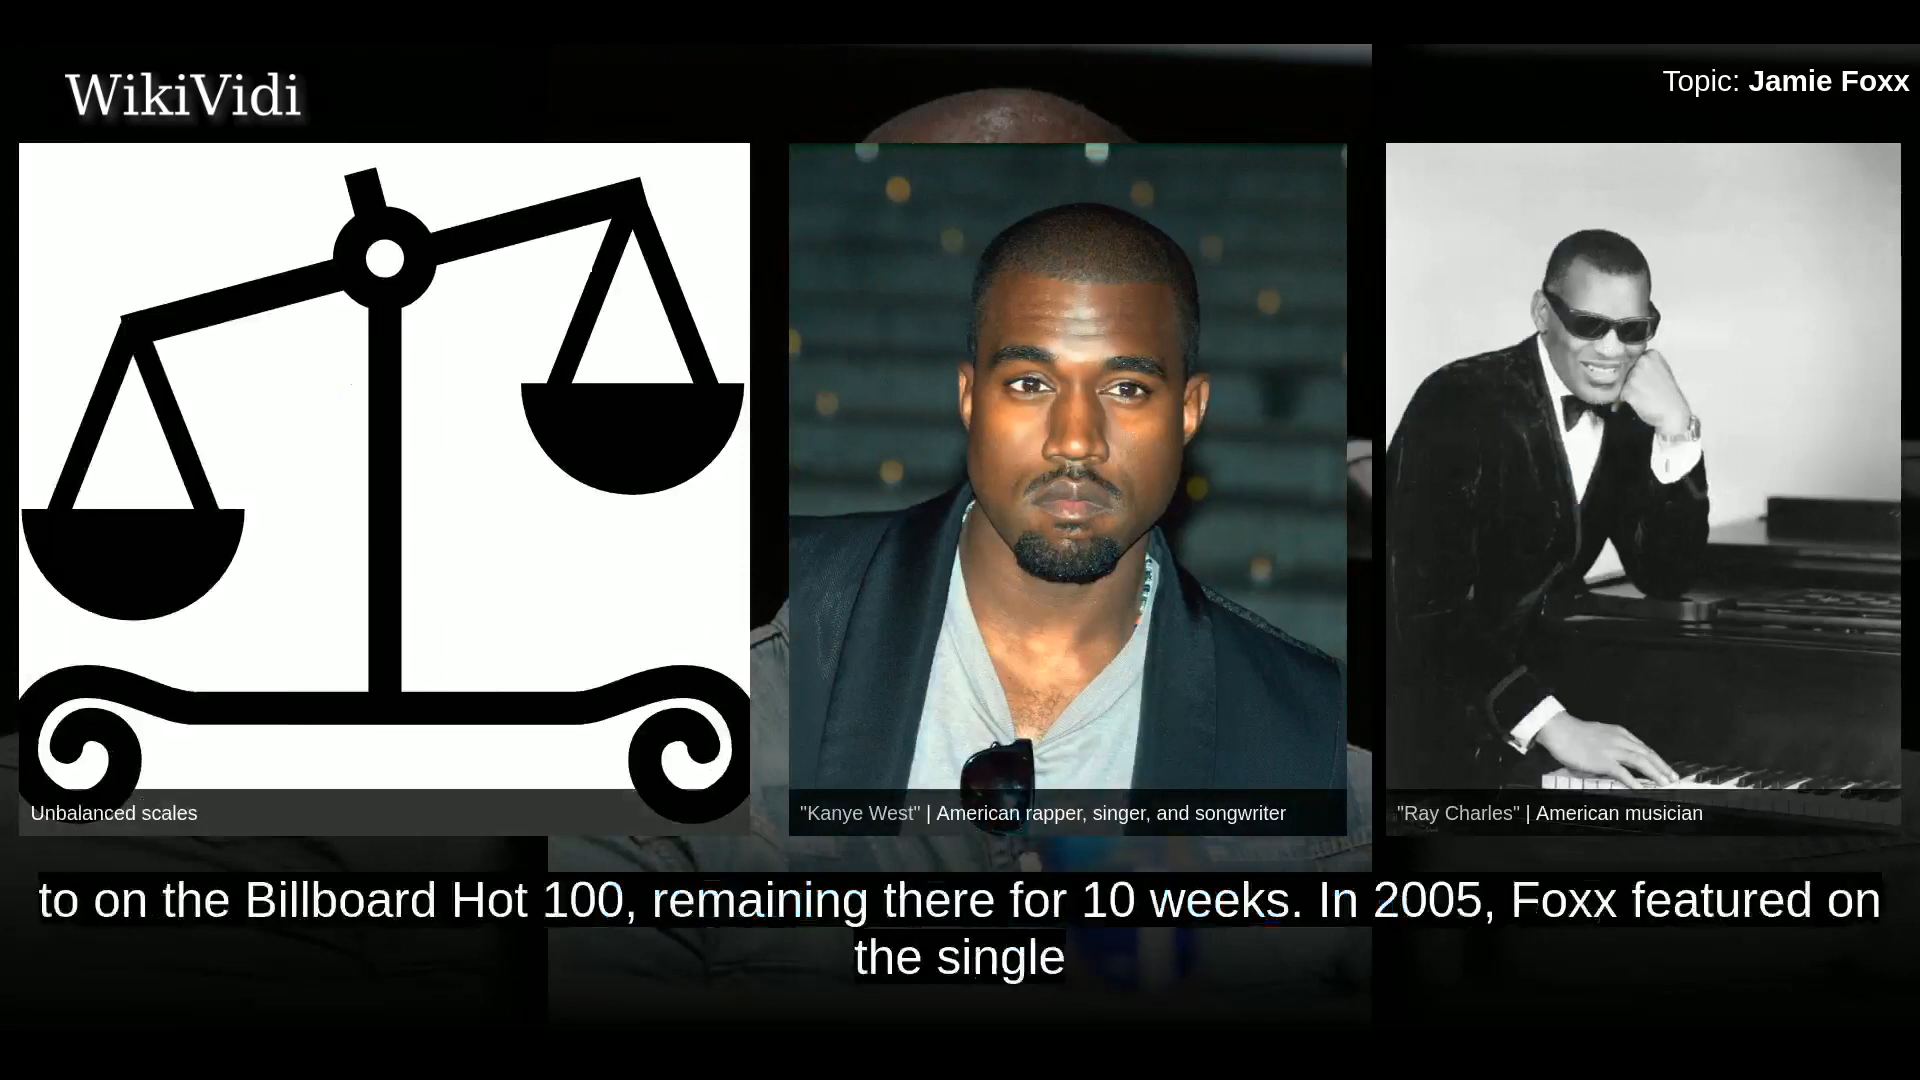 WikiVidi
Topic: Jamie Foxx
Unbalanced scales
"Kanye West" | American rapper, singer, and songwriter
"Ray Charles" | American musician
to on the Billboard Hot 100, remaining there for 10 weeks. In 2005, Foxx featured on
the single